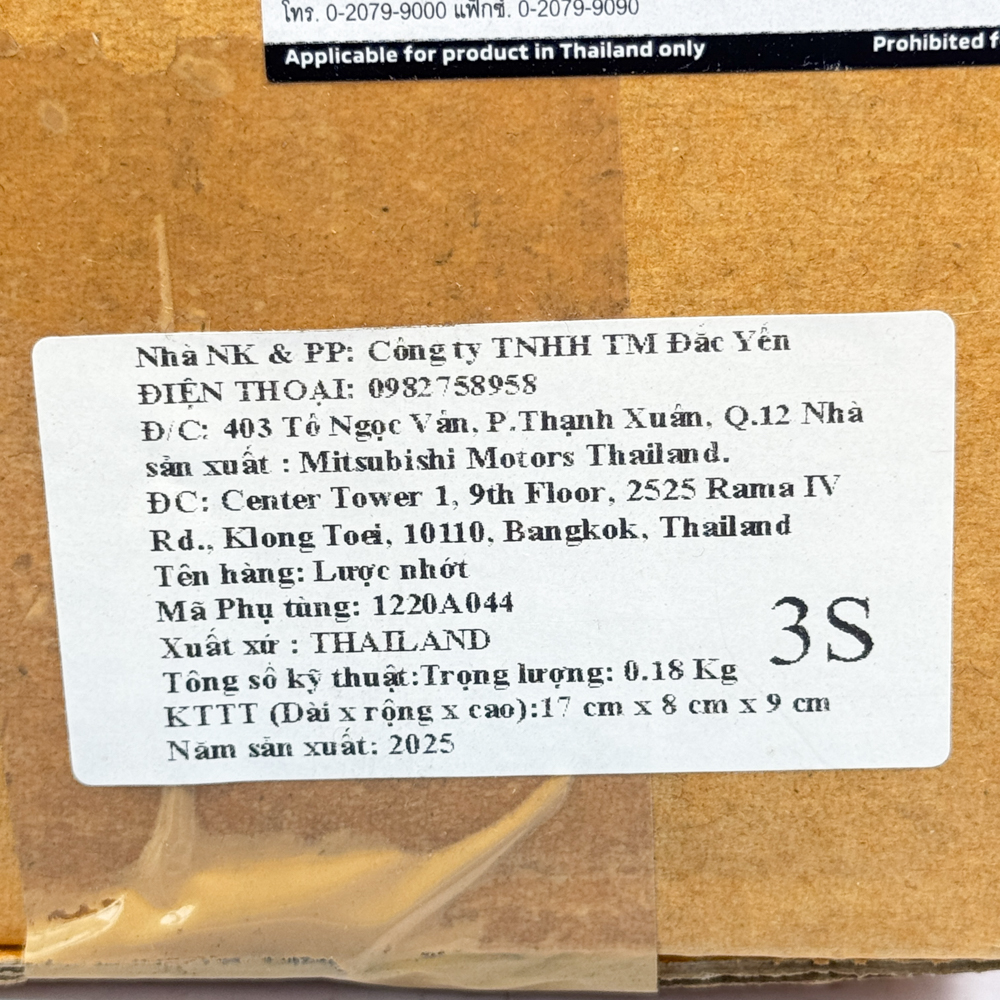 โทร. 0-2079-9000 แฟ็กซ์. 0-2079-9090
Applicable for product in Thailand only
Prohibited f
Nhà NK & PP: Công ty TNHH TM Đắc Yến
ĐIỆN THOẠI: 0982758958
Đ/C: 403 Tô Ngọc Vân, P.Thạnh Xuân, Q.12 Nhà
sản xuất : Mitsubishi Motors Thailand.
ĐC: Center Tower 1, 9th Floor, 2525 Rama IV
Rd., Klong Toei, 10110, Bangkok, Thailand
Tên hàng: Lược nhớt
Mã Phụ tùng: 1220A044
Xuất xứ : THAILAND
3S
Tông số kỹ thuật:Trọng lượng: 0.18 Kg
KTTT (Dài x rộng x cao):17 cm x 8 cm x 9 cm
Năm sản xuất: 2025